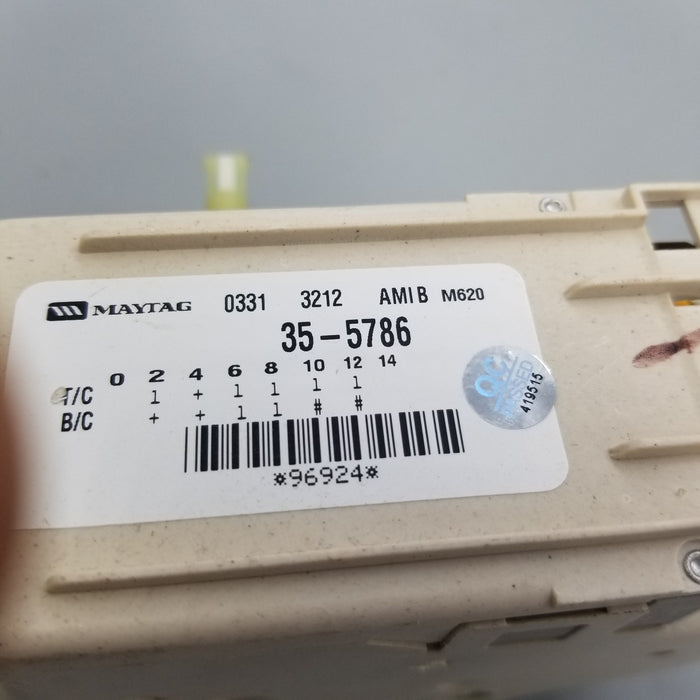 MAYTAG 0331 3212 AMIB M620
35-5786
0 2 4 6 8 10 12 14
T/C 1 + 1 1 1 1
B/C + + 1 1 # #
*96924*
QC
PASSED
419515